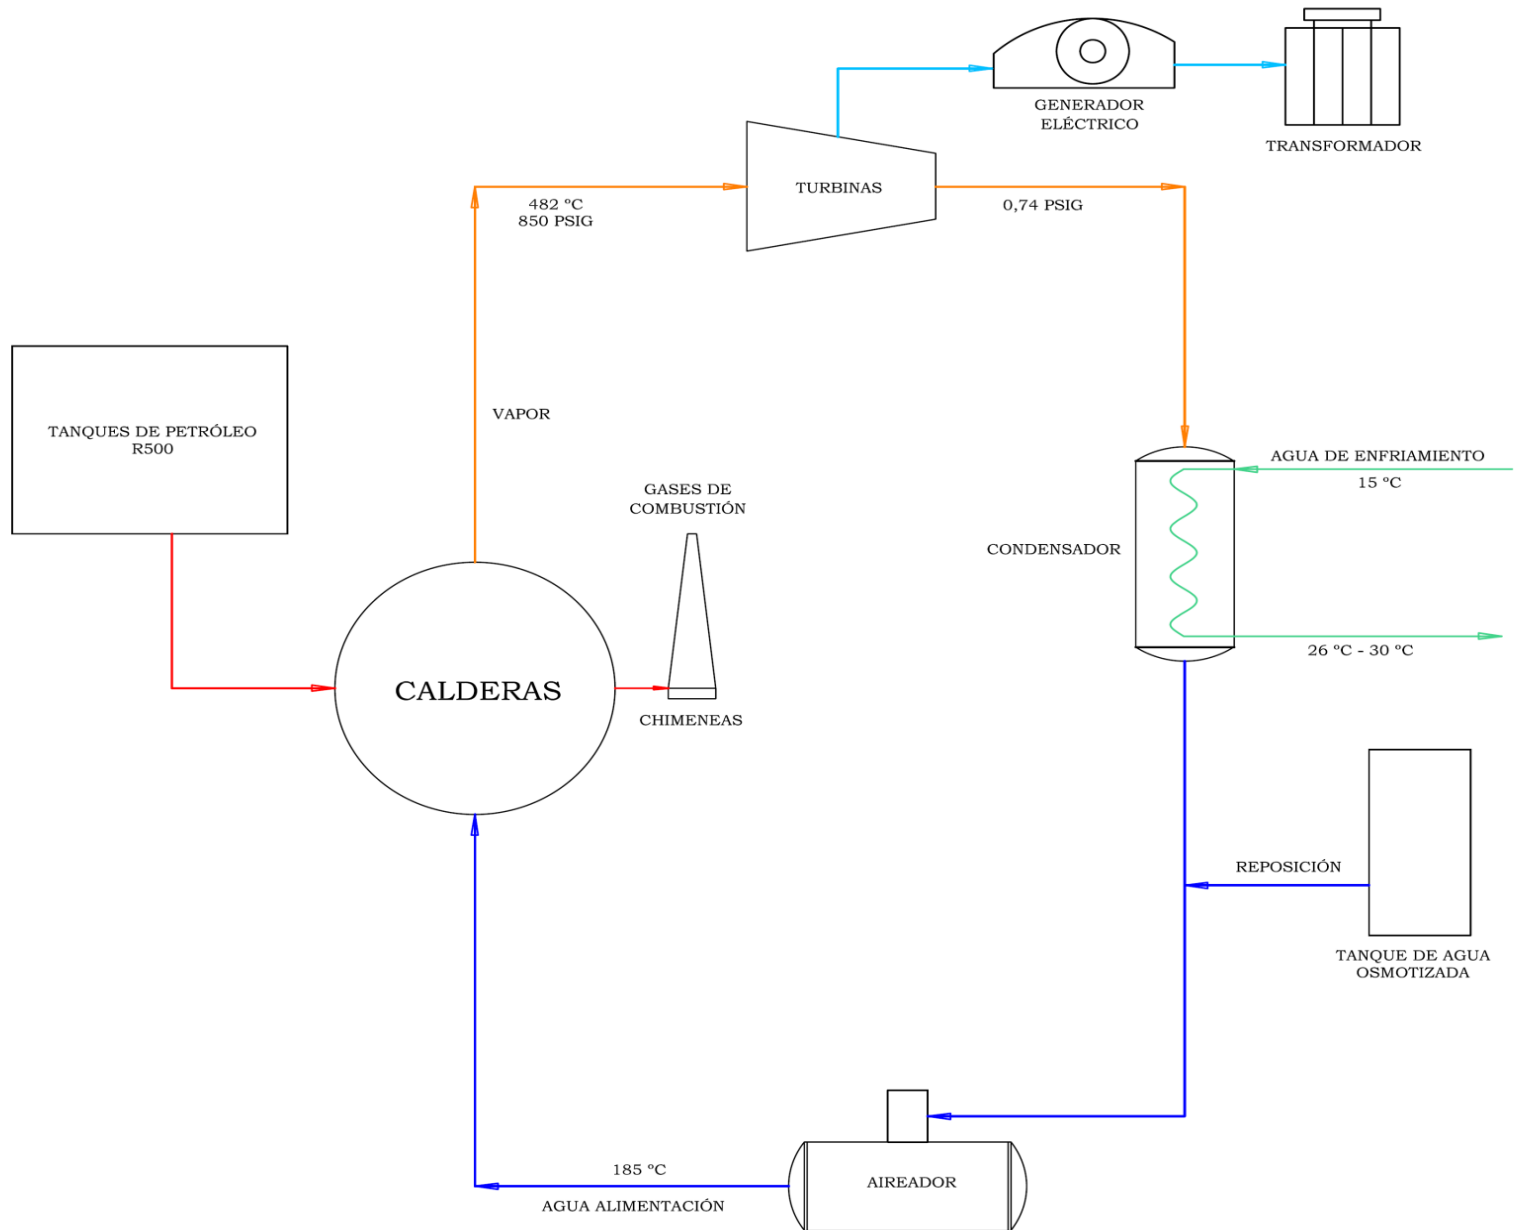 GENERADOR
ELÉCTRICO
TRANSFORMADOR
TURBINAS
482 ºC
850 PSIG
0,74 PSIG
VAPOR
TANQUES DE PETRÓLEO
R500
GASES DE
COMBUSTIÓN
AGUA DE ENFRIAMIENTO
15 ºC
CONDENSADOR
26 ºC - 30 ºC
CALDERAS
CHIMENEAS
REPOSICIÓN
TANQUE DE AGUA
OSMOTIZADA
185 ºC
AGUA ALIMENTACIÓN
AIREADOR